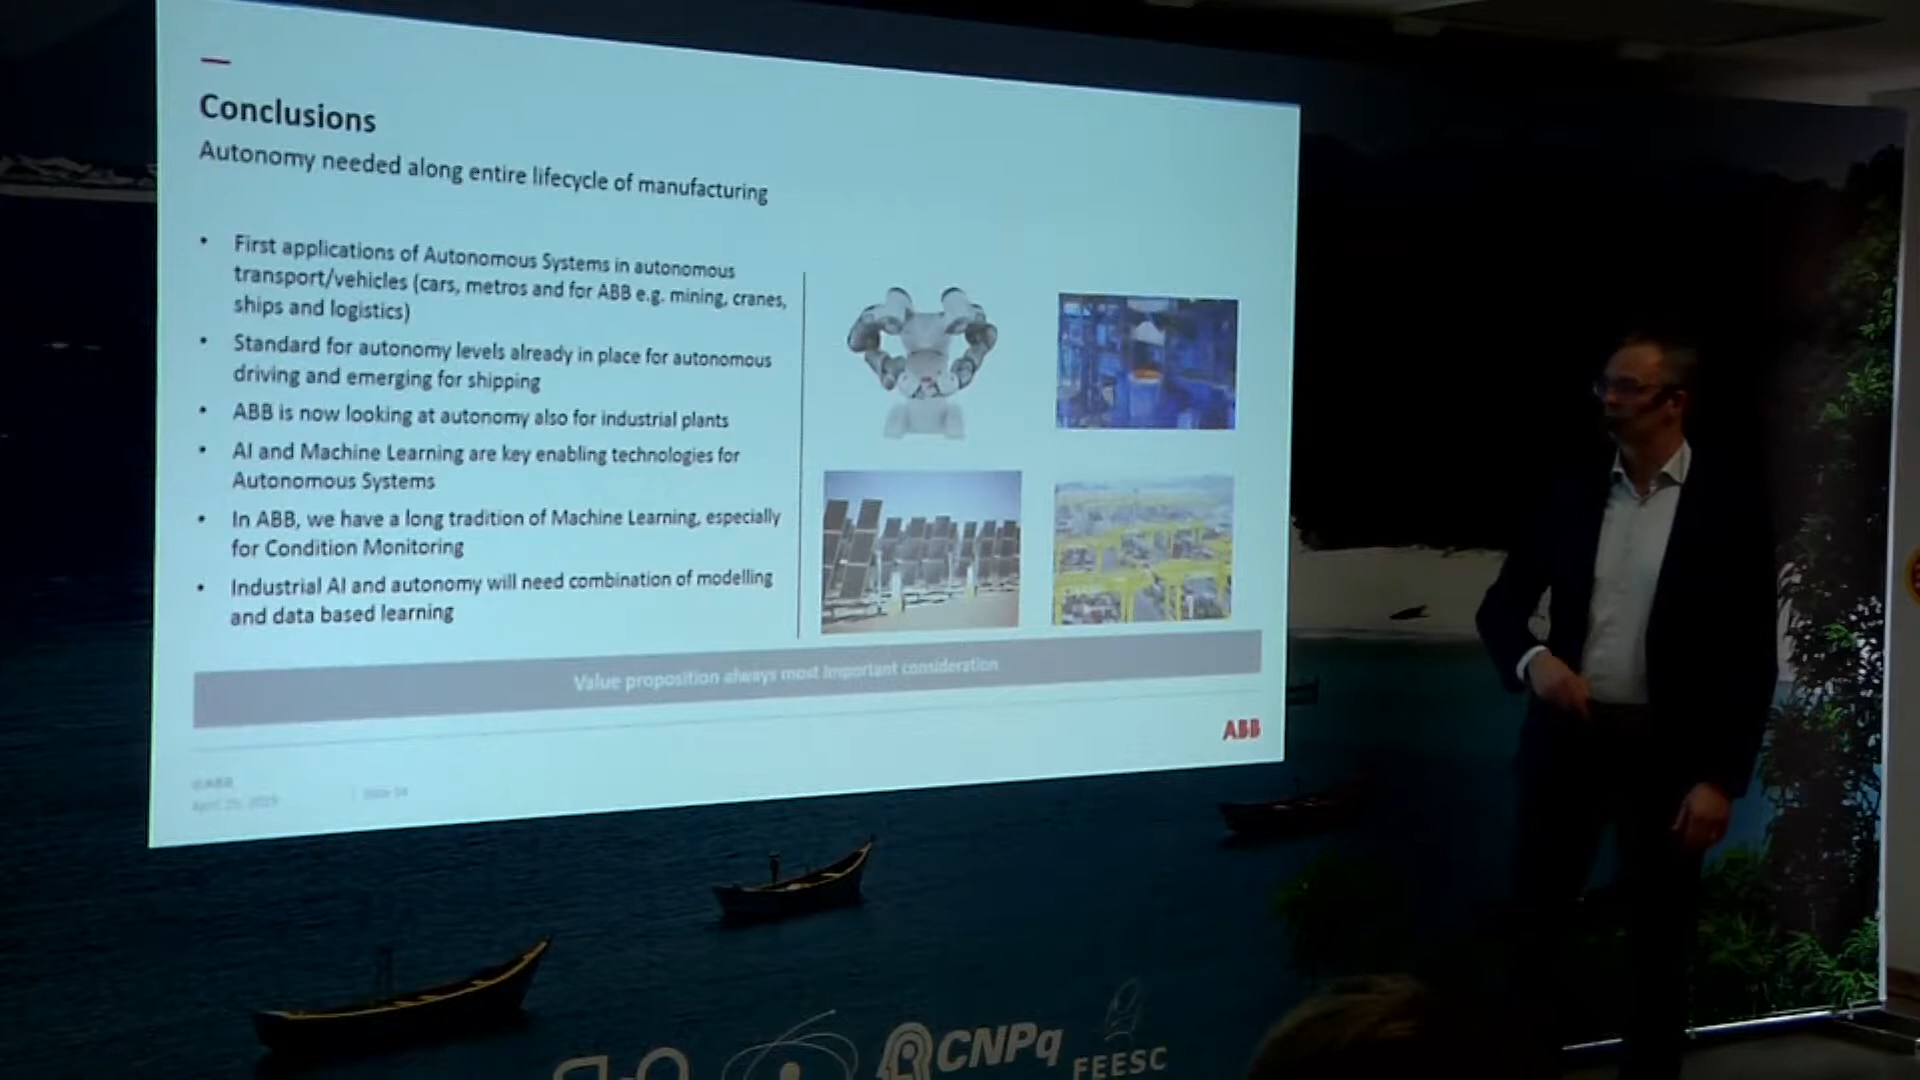 Conclusions
Autonomy needed along entire lifecycle of manufacturing
• First applications of Autonomous Systems in autonomous
transport/vehicles (cars, metros and for ABB e.g. mining, cranes,
ships and logistics)
• Standard for autonomy levels already in place for autonomous
driving and emerging for shipping
• ABB is now looking at autonomy also for industrial plants
• AI and Machine Learning are key enabling technologies for
Autonomous Systems
• In ABB, we have a long tradition of Machine Learning, especially
for Condition Monitoring
• Industrial AI and autonomy will need combination of modelling
and data based learning
Value proposition always most important consideration
ABB
©ABB
CNPq
FEESC